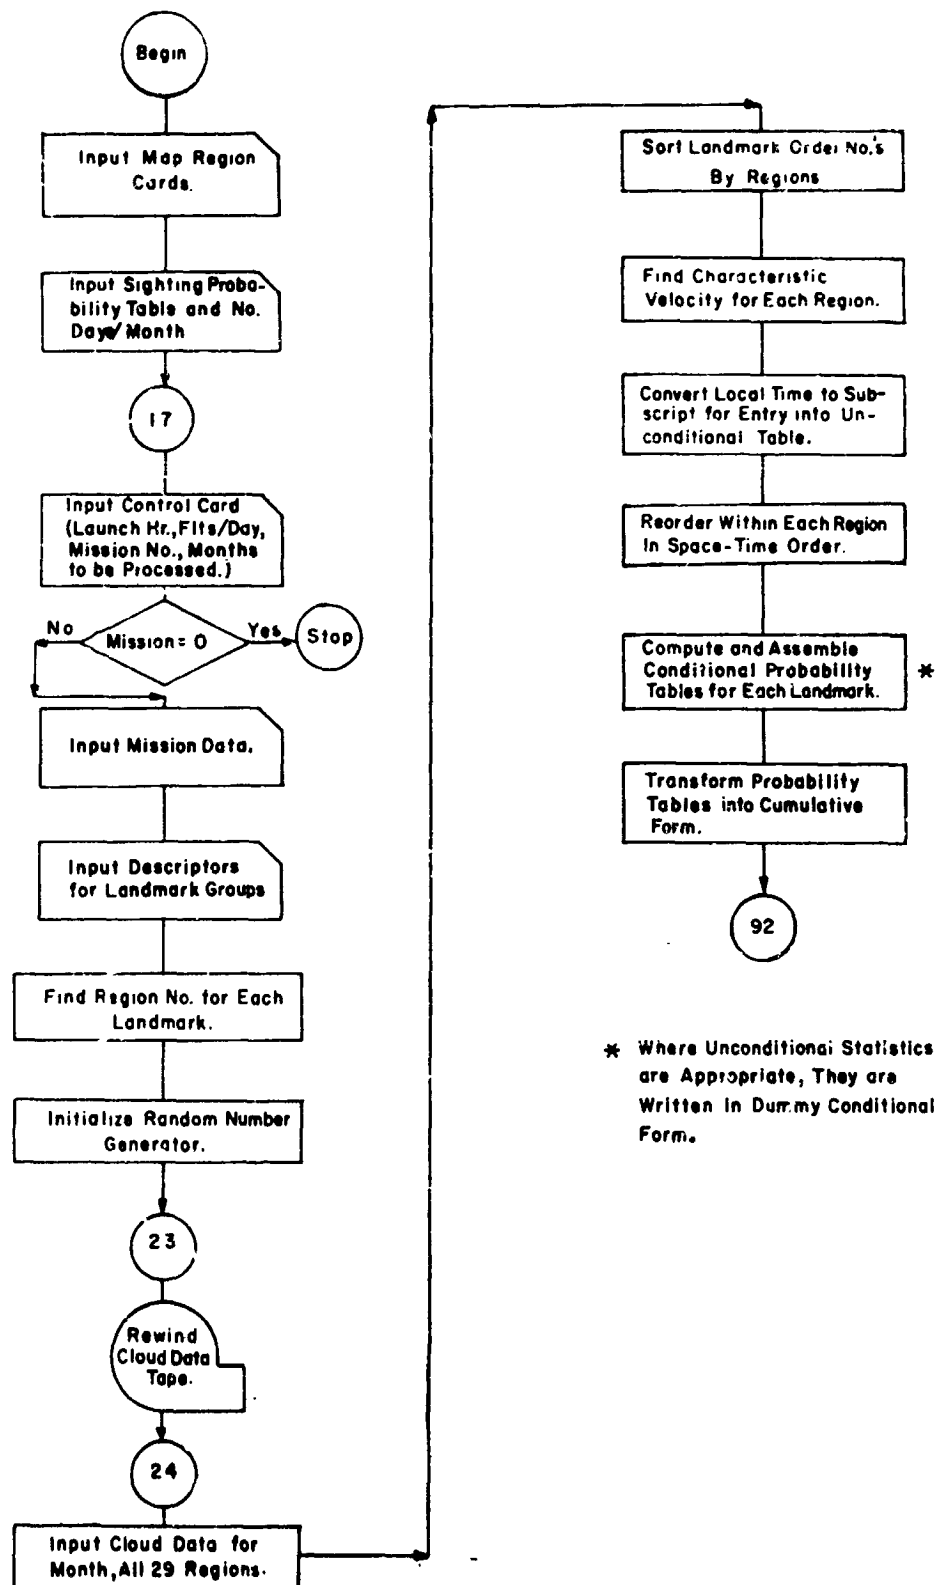 Begin
Input Map Region
Cards.
Input Sighting Proba-
bility Table and No.
Days/Month
17
Input Control Card
(Launch Hr., Flts/Day,
Mission No., Months
to be Processed.)
No
Mission = 0
Yes
Stop
Input Mission Data.
Input Descriptors
for Landmark Groups
Find Region No. for Each
Landmark.
Initialize Random Number
Generator.
23
Rewind
Cloud Data
Tape.
24
Input Cloud Data for
Month, All 29 Regions.
Sort Landmark Order No.'s
By Regions
Find Characteristic
Velocity for Each Region.
Convert Local Time to Sub-
script for Entry into Un-
conditional Table.
Reorder Within Each Region
In Space-Time Order.
Compute and Assemble
Conditional Probability
Tables for Each Landmark.
*
Transform Probability
Tables into Cumulative
Form.
92
* Where Unconditional Statistics
are Appropriate, They are
Written In Dummy Conditional
Form.